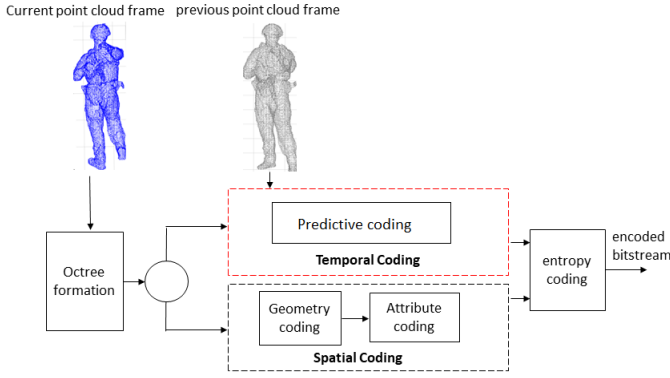 Current point cloud frame
previous point cloud frame
Predictive coding
Temporal Coding
Octree
formation
Geometry
coding
Attribute
coding
Spatial Coding
entropy
coding
encoded
bitstream